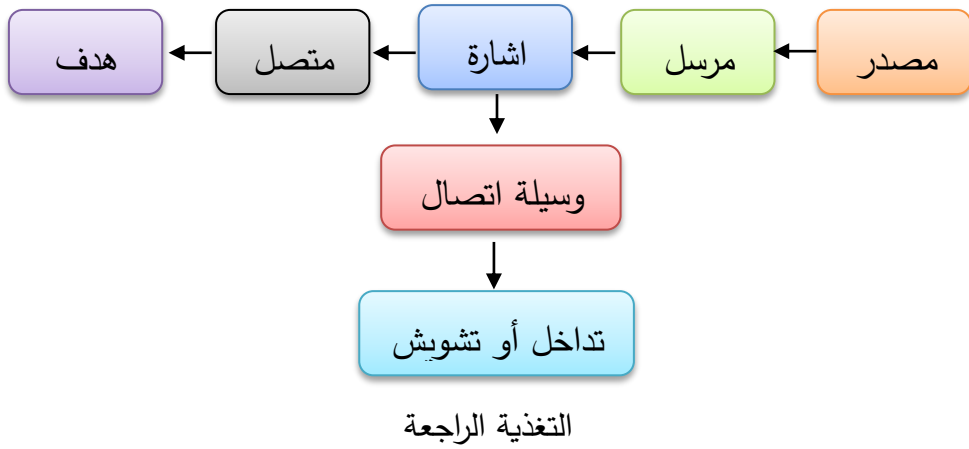 مصدر
مرسل
اشارة
متصل
هدف
وسيلة اتصال
تداخل أو تشويش
التغذية الراجعة